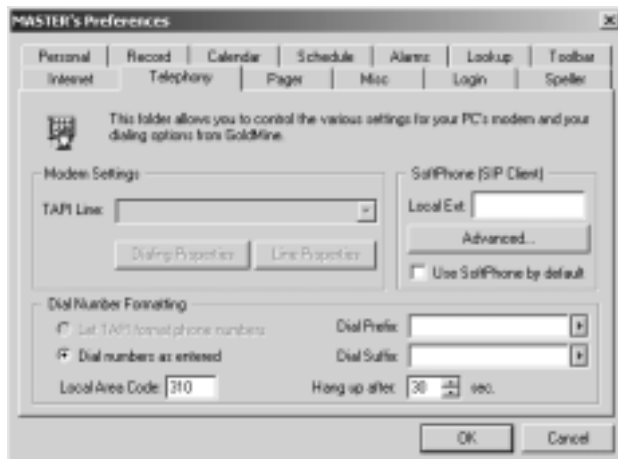 MASTER's Preferences
Personal Record Calendar Schedule Alarms Lookup Toolbar
Internet Telephony Pager Misc Login Speller
This folder allows you to control the various settings for your PC's modem and your
dialing options from GoldMine.
Modem Settings
TAPI Line:
Dialing Properties Line Properties
SoftPhone (SIP Client)
Local Ext:
Advanced...
Use SoftPhone by default
Dial Number Formatting
Let TAPI format phone numbers
Dial numbers as entered
Local Area Code: 310
Dial Prefix:
Dial Suffix:
Hang up after: 30 sec.
OK Cancel